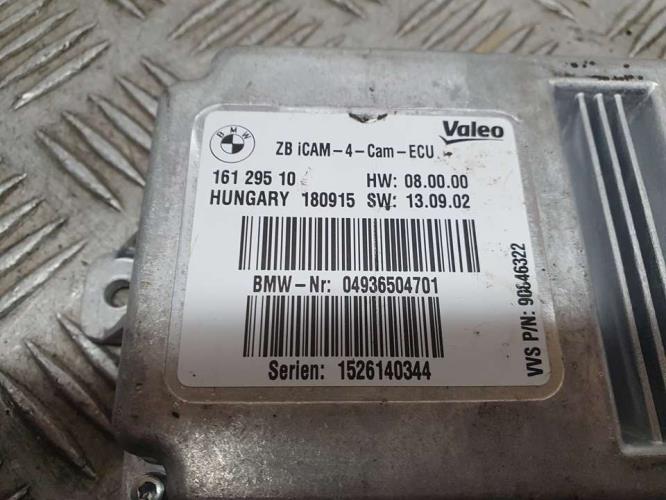 BMW
Valeo
ZB iCAM-4-Cam-ECU
161 295 10 HW: 08.00.00
HUNGARY 180915 SW: 13.09.02
BMW-Nr: 04936504701
Serien: 1526140344
VVS P/N: 90846322